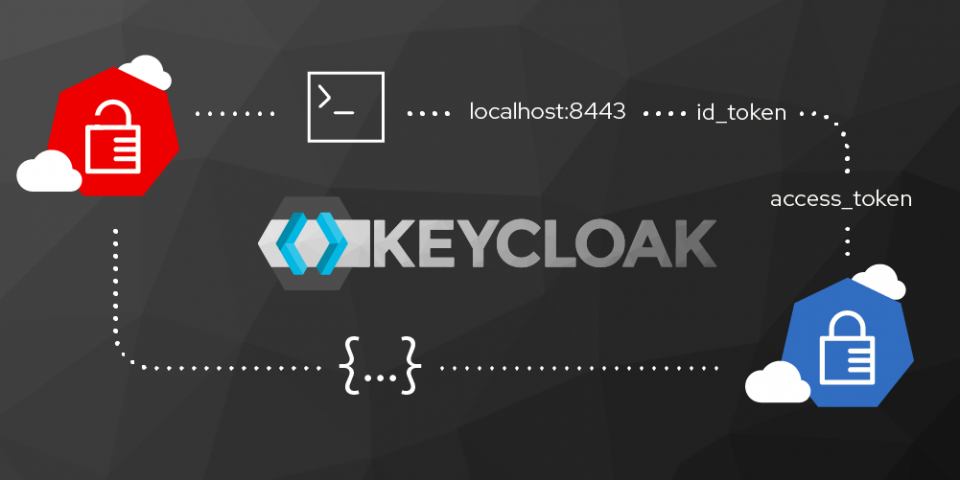 localhost:8443
id_token
access_token
KEYCLOAK
{...}